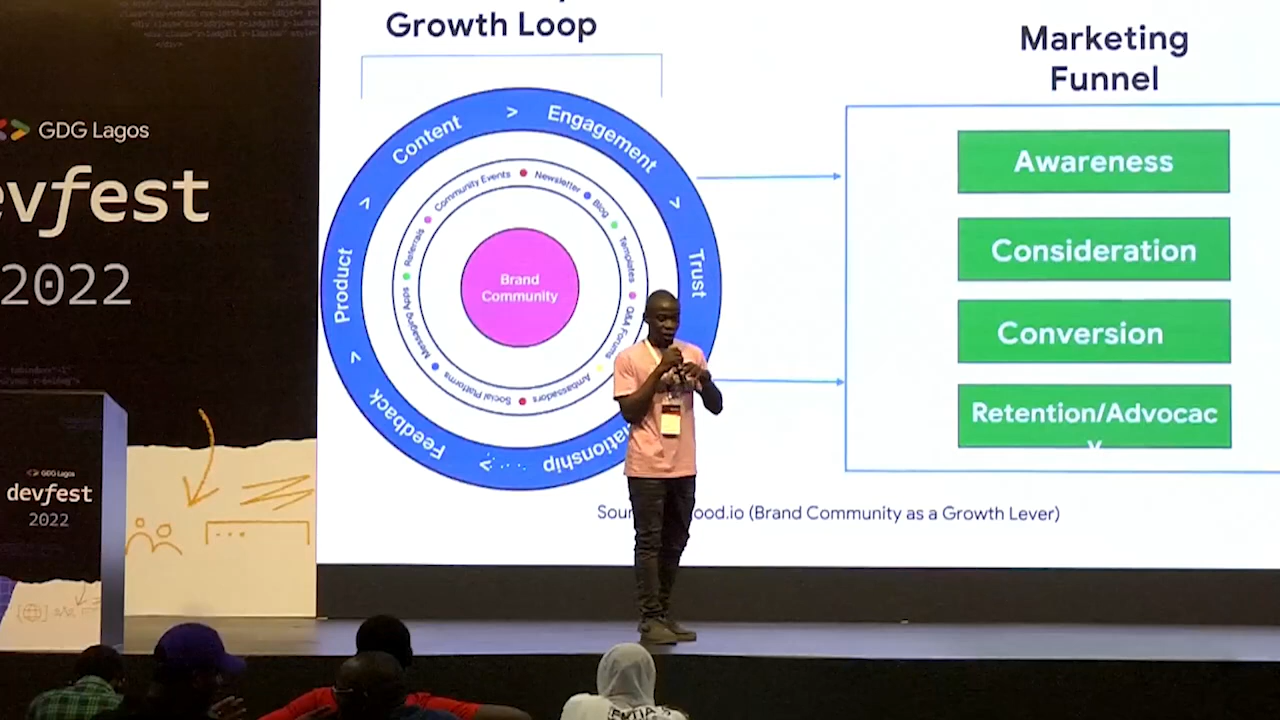 Growth Loop
Marketing
Funnel
GDG Lagos
devfest
2022
Content > Engagement > Trust
lationship
> Feedback > Product >
Community Events
Newsletter
Blog
Templates
Q&A Forums
Ambassadors
Social Platforms
Messaging Apps
Referrals
Brand
Community
Awareness
Consideration
Conversion
Retention/Advocac
y
ood.io (Brand Community as a Growth Lever)
GDG Lagos
devfest
2022